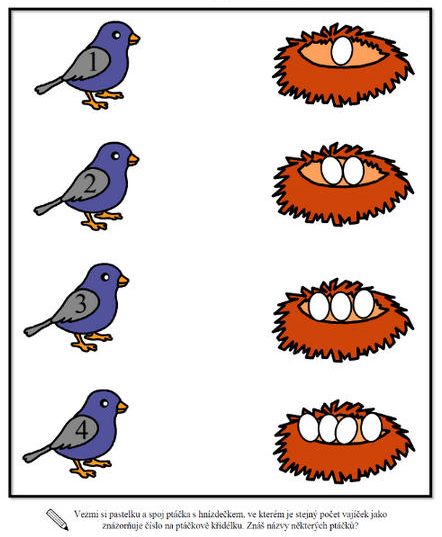 1
2
3
4
Vezmi si pastelku a spoj ptáčka s hnízdečkem, ve kterém je stejný počet vajíček jako
znázorňuje číslo na ptáčkově křidélku. Znáš názvy některých ptáčků?